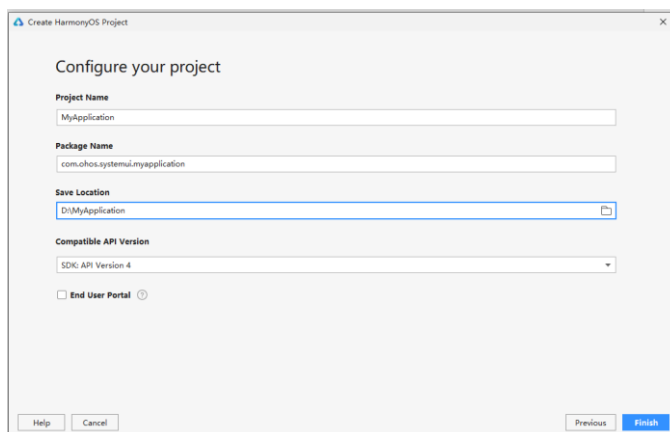 Create HarmonyOS Project
Configure your project
Project Name
MyApplication
Package Name
com.ohos.systemui.myapplication
Save Location
D:\MyApplication
Compatible API Version
SDK: API Version 4
End User Portal ?
Help Cancel Previous Finish